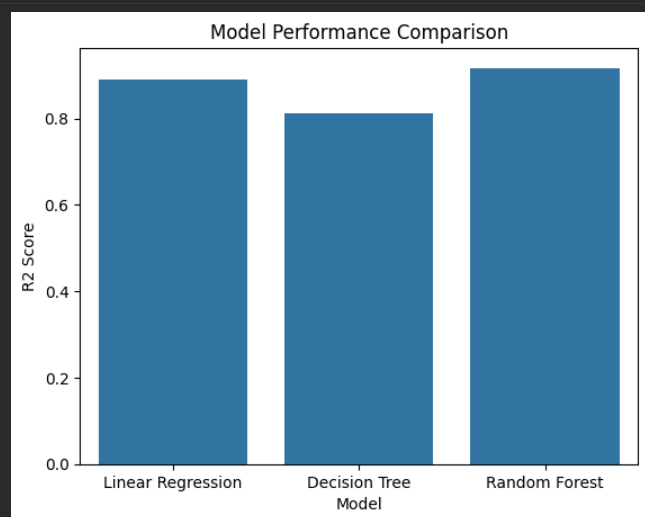 Model Performance Comparison
R2 Score
0.8
0.6
0.4
0.2
0.0
Linear Regression
Decision Tree
Random Forest
Model